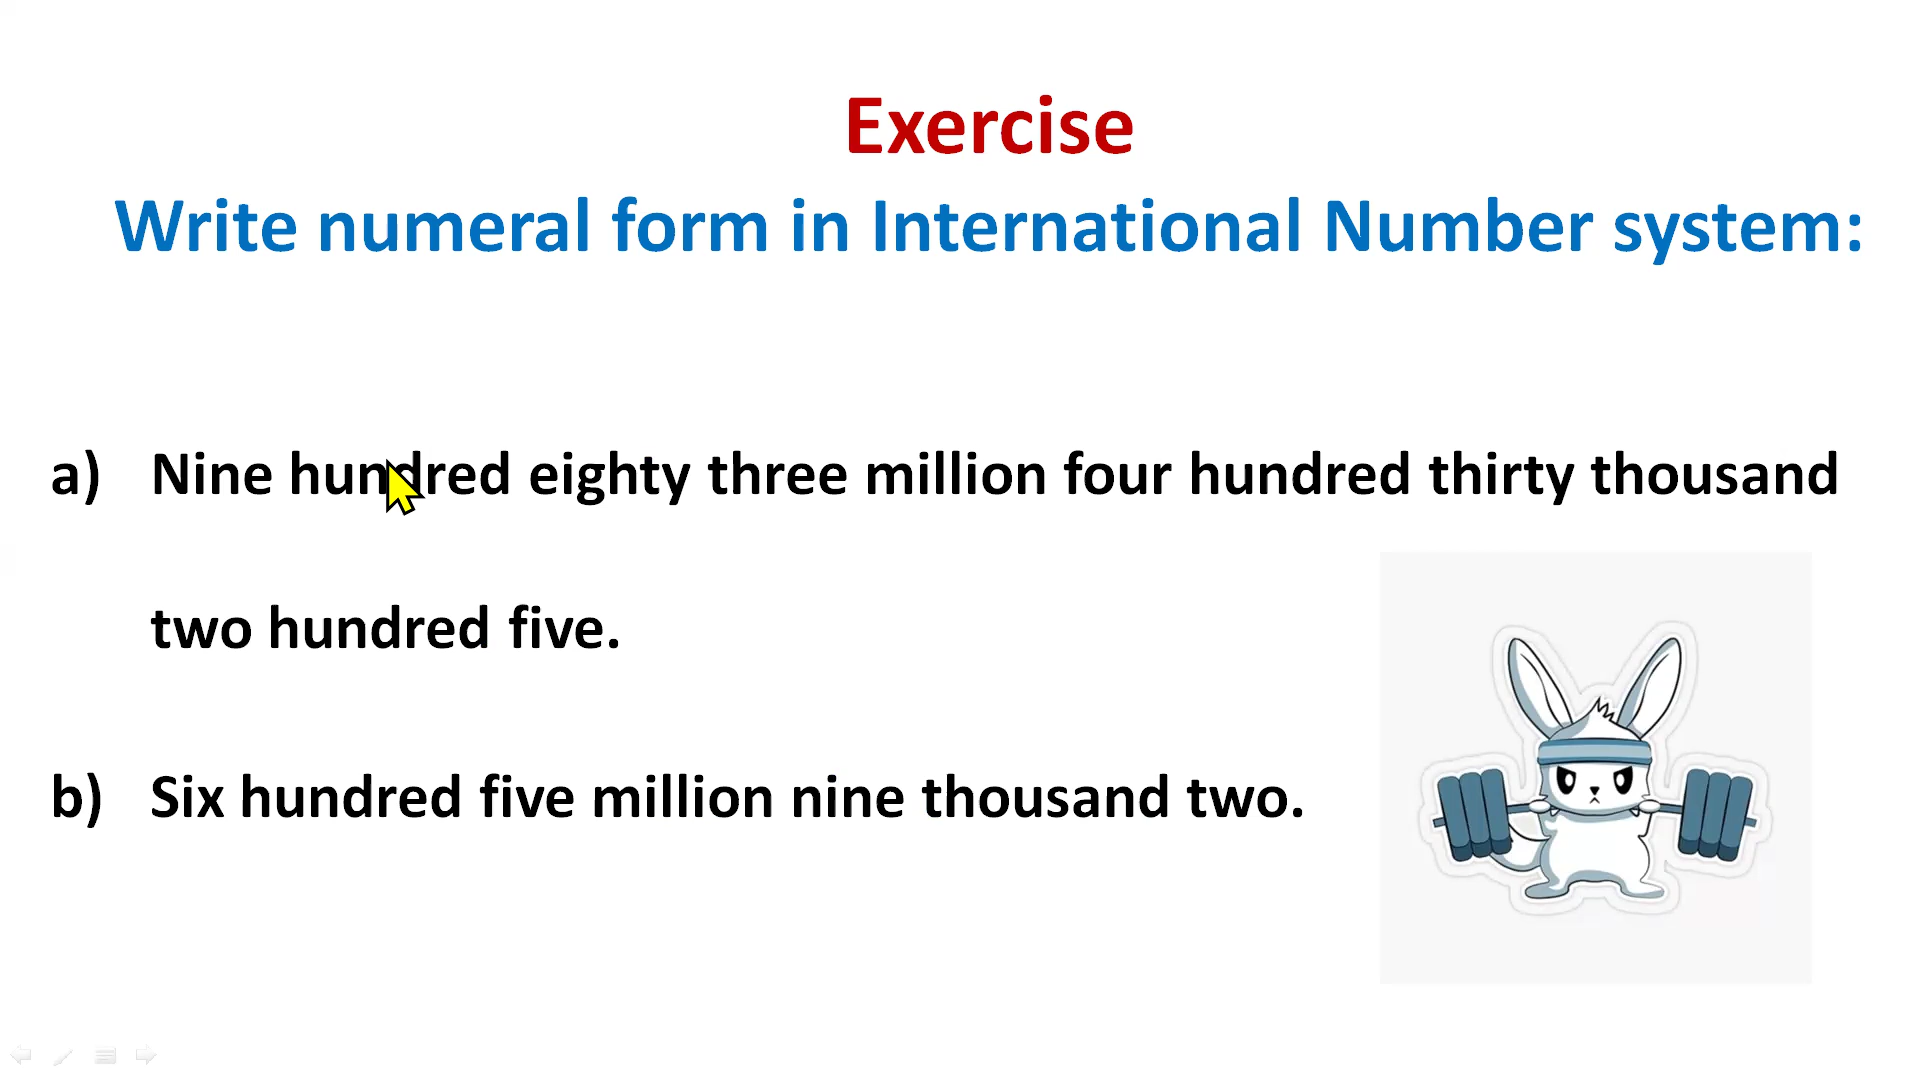 Exercise
Write numeral form in International Number system:
a) Nine hundred eighty three million four hundred thirty thousand
two hundred five.
b) Six hundred five million nine thousand two.